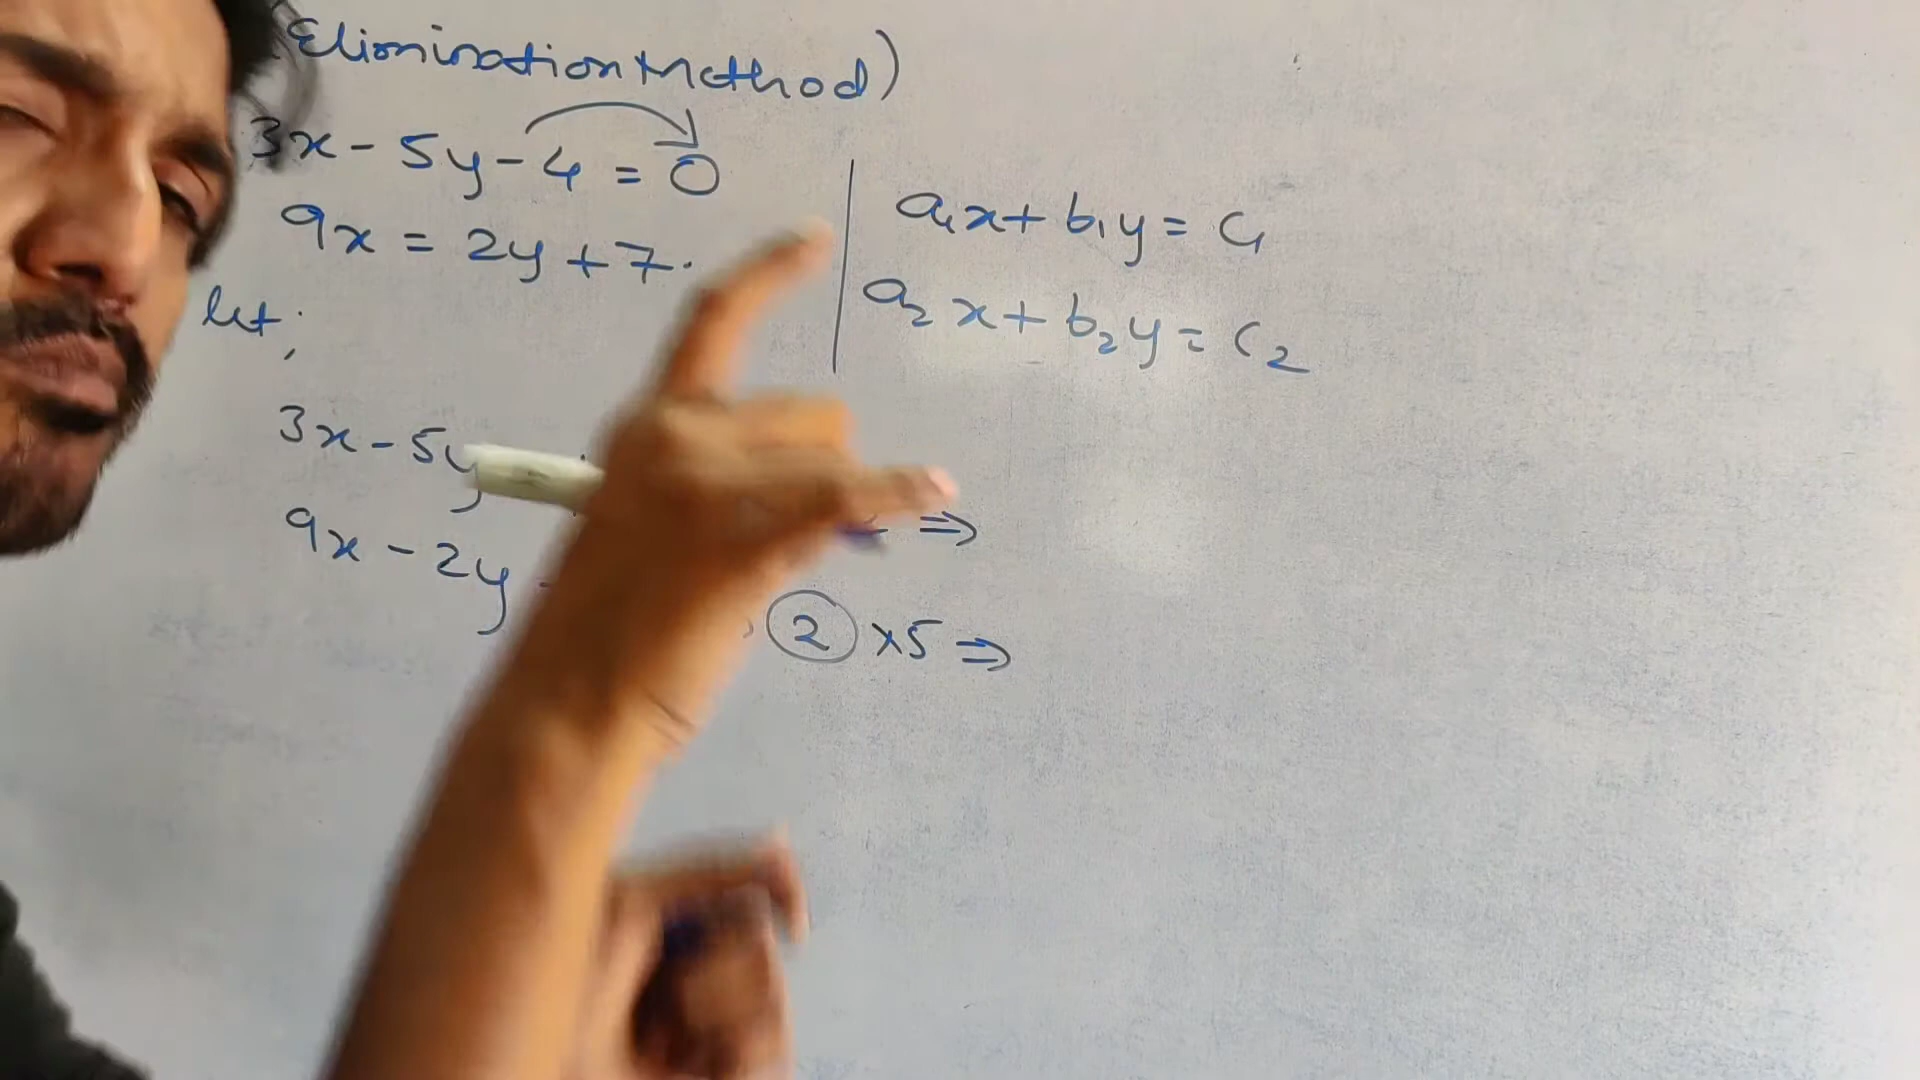 (Elimination Method)
3x - 5y - 4 = 0
9x = 2y + 7.
a₁x + b₁y = c₁
a₂x + b₂y = c₂
let;
3x - 5y
⇒
9x - 2y
② ×5 ⇒